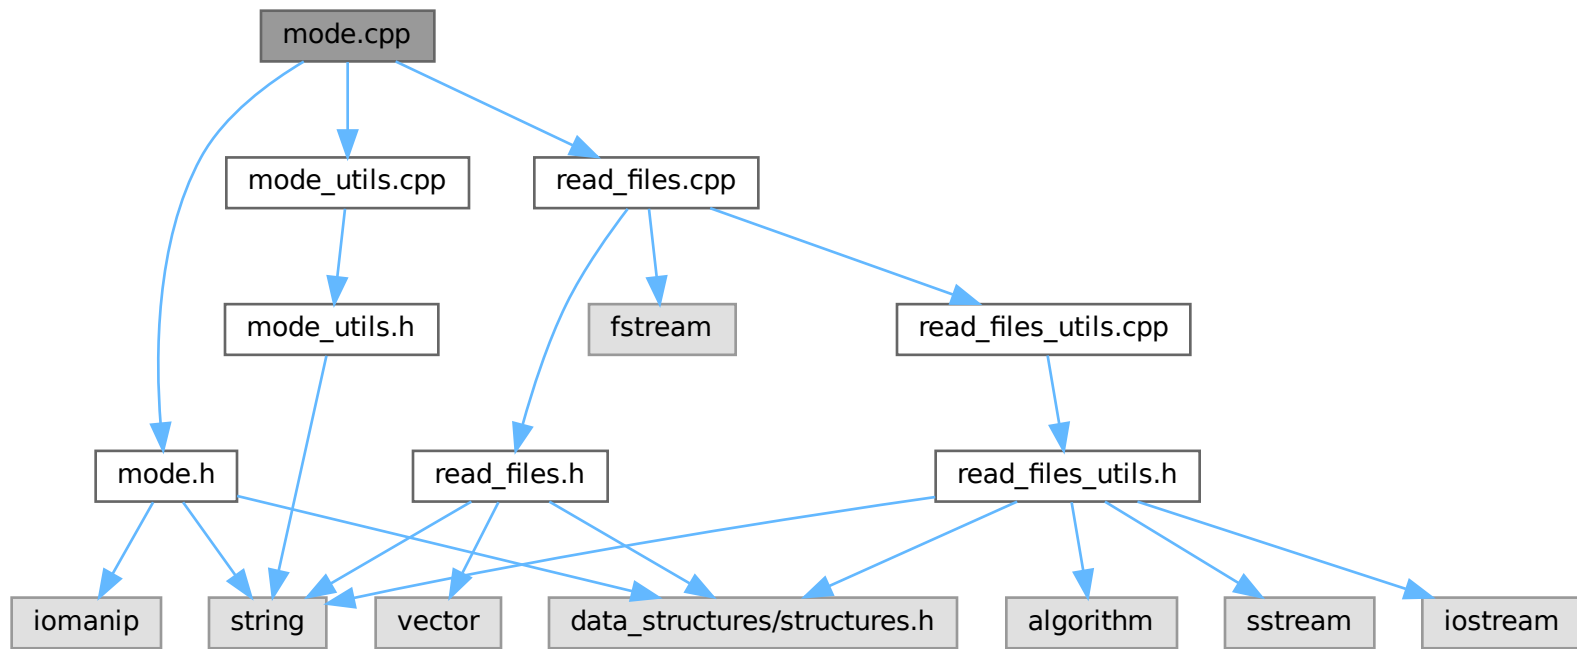 mode.cpp
mode_utils.cpp
read_files.cpp
mode_utils.h
fstream
read_files_utils.cpp
mode.h
read_files.h
read_files_utils.h
iomanip
string
vector
data_structures/structures.h
algorithm
sstream
iostream